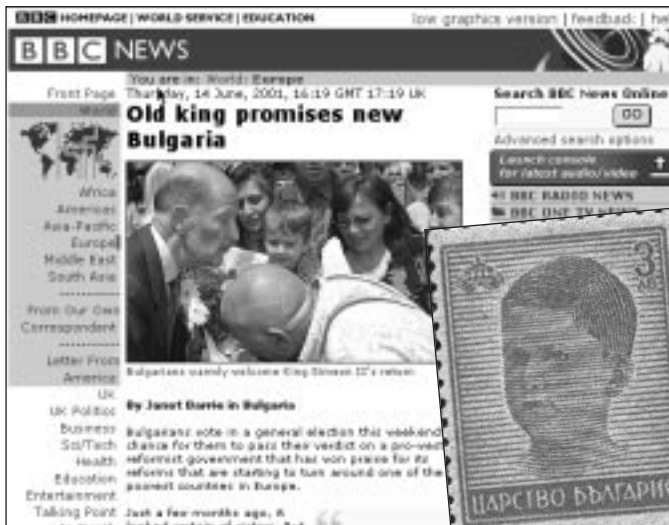 BBC HOMEPAGE | WORLD SERVICE | EDUCATION
low graphics version | feedback |
BBC NEWS
You are in: World: Europe
Front Page
World
Africa
Americas
Asia-Pacific
Europe
Middle East
South Asia
From Our Own
Correspondent
Letter From
America
UK
UK Politics
Business
Sci/Tech
Health
Education
Entertainment
Talking Point
Thursday, 14 June, 2001, 16:19 GMT 17:19 UK
Old king promises new
Bulgaria
Bulgarians warmly welcome King Simeon II's return
By Janet Barrie in Bulgaria
Bulgarians vote in a general election this weekend
chance for them to pass their verdict on a
reformist government that has won praise for its
reforms that are starting to turn around one of the
poorest countries in Europe.
Just a few months ago, it
Search BBC News Online
GO
Advanced search options
Launch console
for latest audio/video
BBC RADIO NEWS
BBC ONE TV
3
ЛВ
ЦАРСТВО БЪЛГАРИЯ